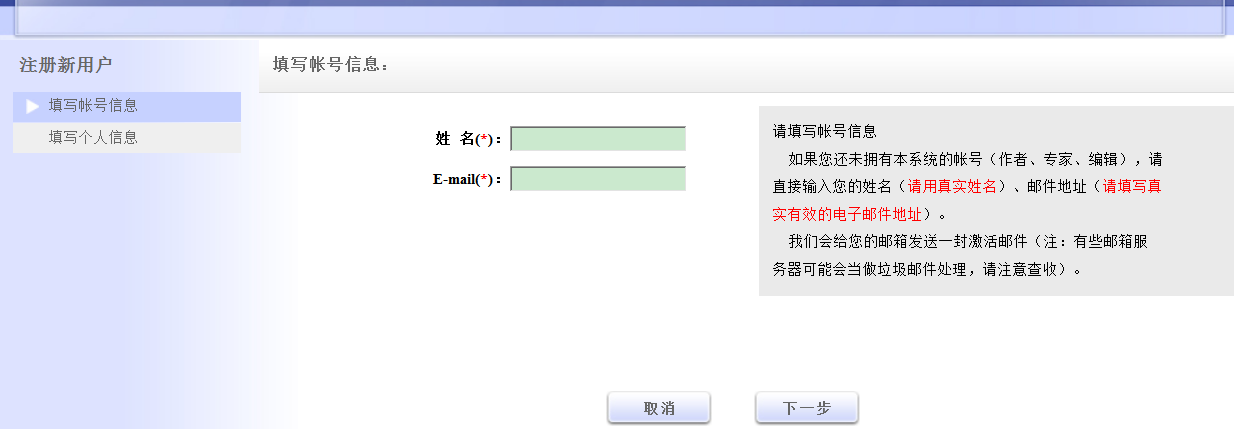 注册新用户
填写帐号信息
填写个人信息
填写帐号信息：
姓 名(*)：
E-mail(*)：
请填写帐号信息
如果您还未拥有本系统的帐号（作者、专家、编辑），请
直接输入您的姓名（请用真实姓名）、邮件地址（请填写真
实有效的电子邮件地址）。
我们会给您的邮箱发送一封激活邮件（注：有些邮箱服
务器可能会当做垃圾邮件处理，请注意查收）。
取消
下一步